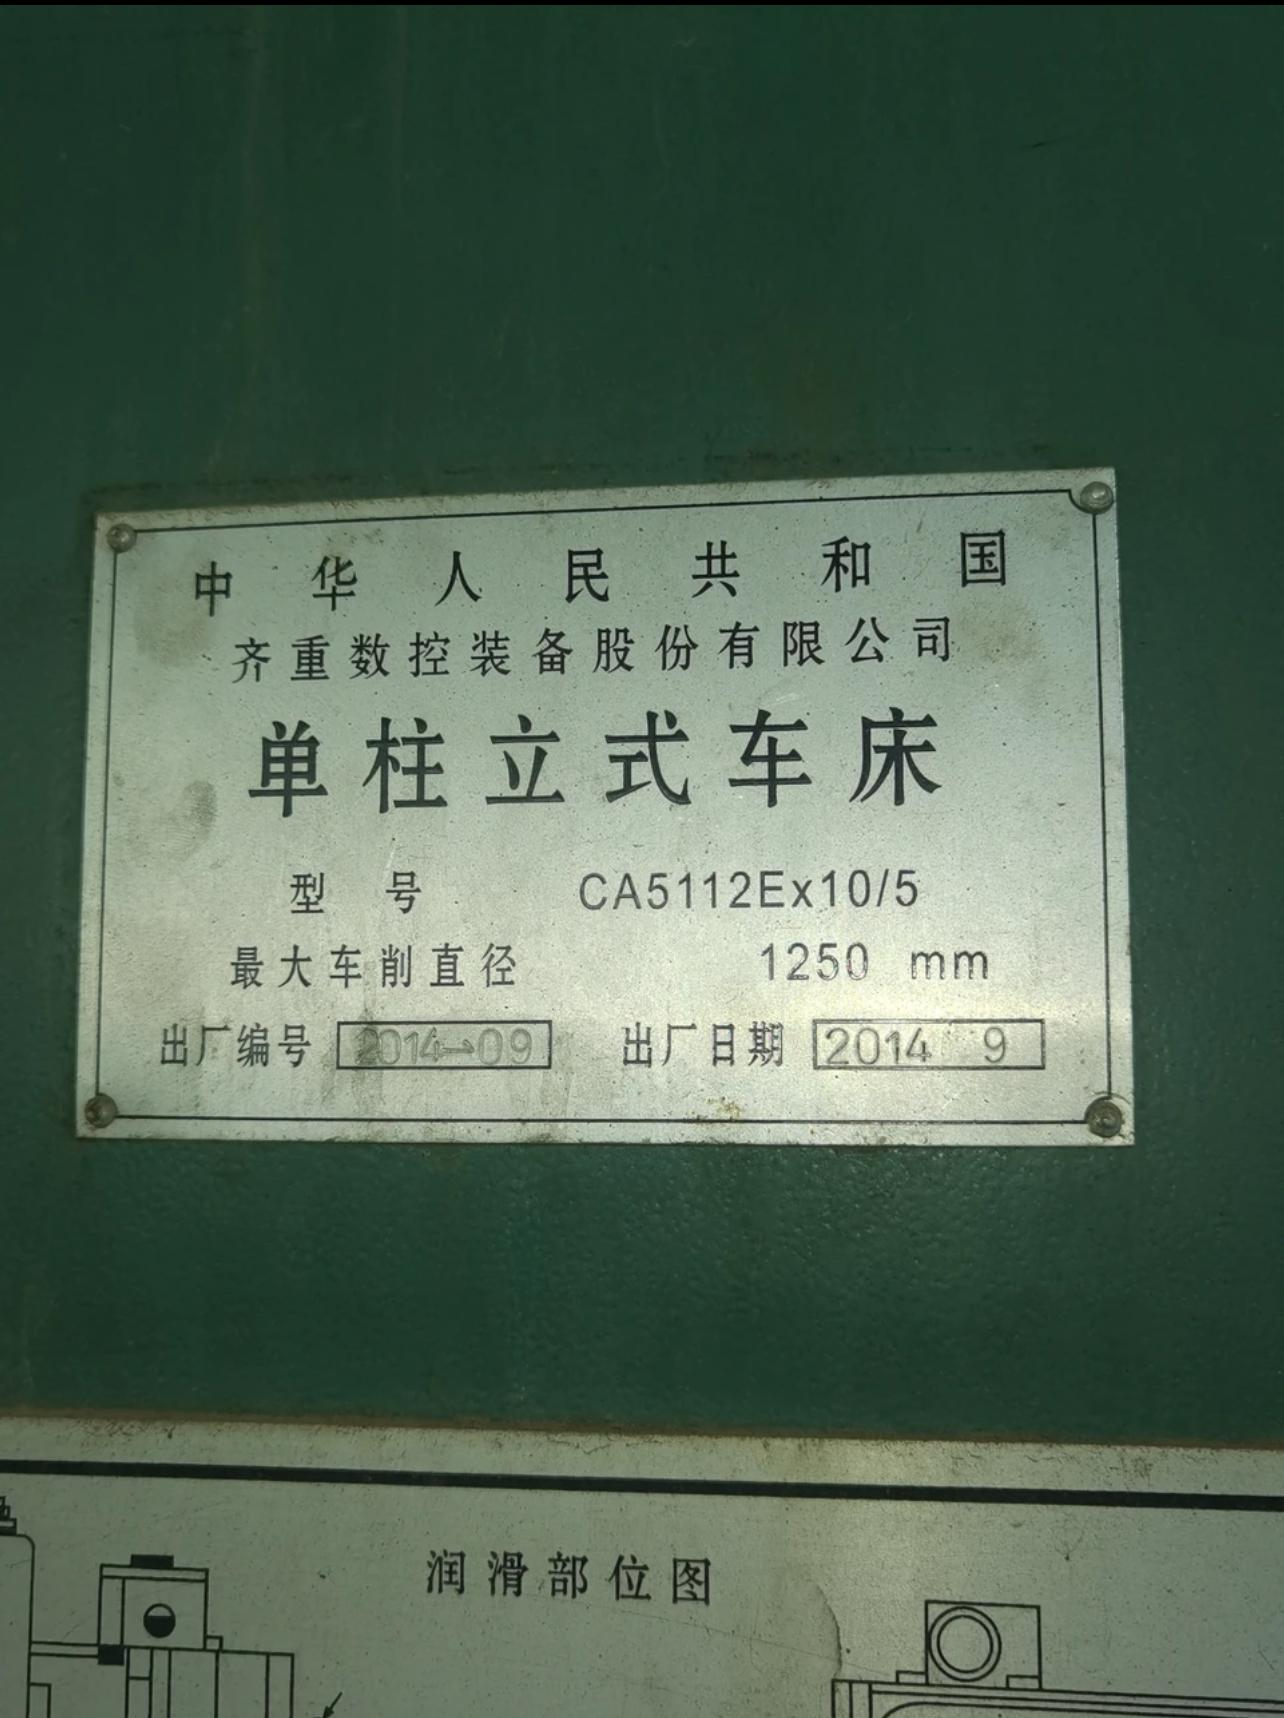 中华人民共和国
齐重数控装备股份有限公司
单柱立式车床
型号 CA5112Ex10/5
最大车削直径 1250 mm
出厂编号 2014-09 出厂日期 2014 9
润滑部位图